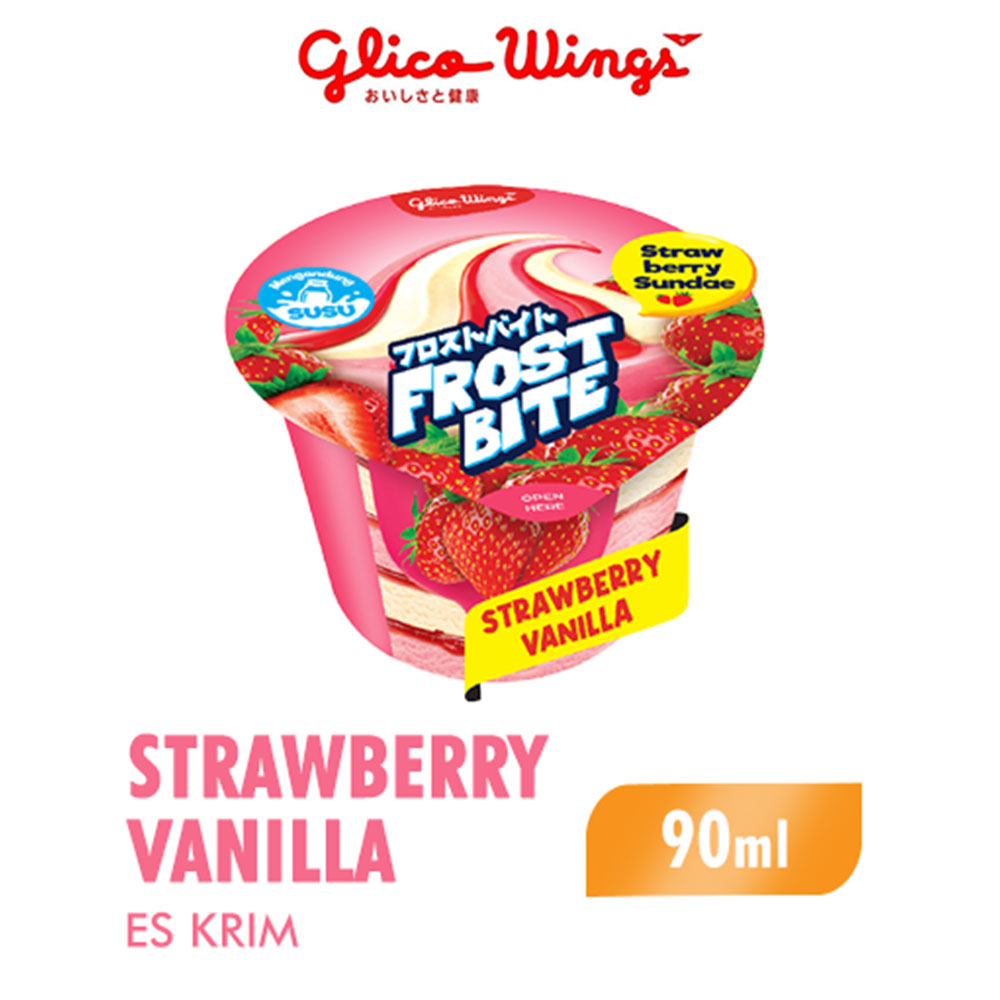 Glico Wings
おいしさと健康
Glico Wings
Mengandung
SUSU
Straw
berry
Sundae
フロストバイト
FROST
BITE
OPEN
HERE
STRAWBERRY
VANILLA
STRAWBERRY
VANILLA
90ml
ES KRIM